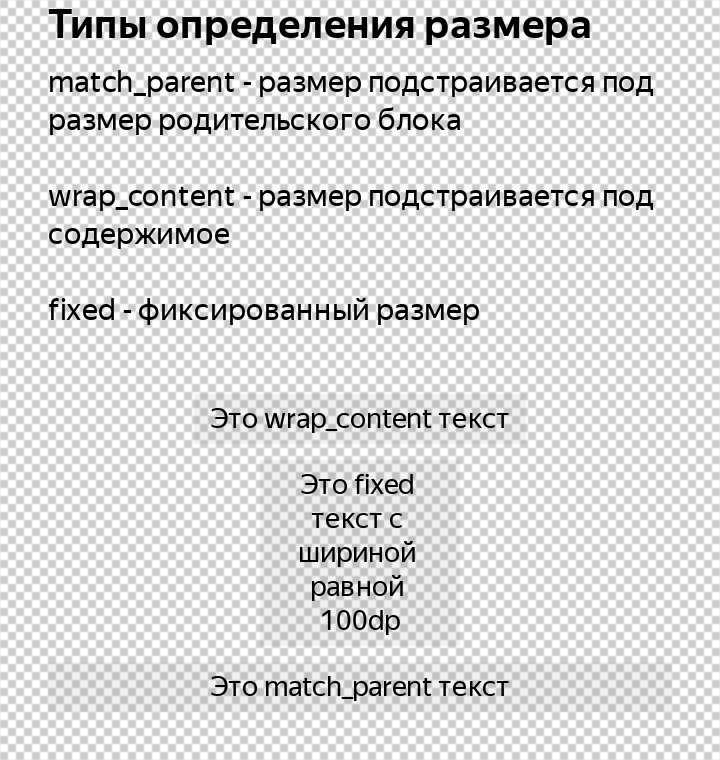 Типы определения размера
match_parent - размер подстраивается под
размер родительского блока
wrap_content - размер подстраивается под
содержимое
fixed - фиксированный размер
Это wrap_content текст
Это fixed
текст с
шириной
равной
100dp
Это match_parent текст